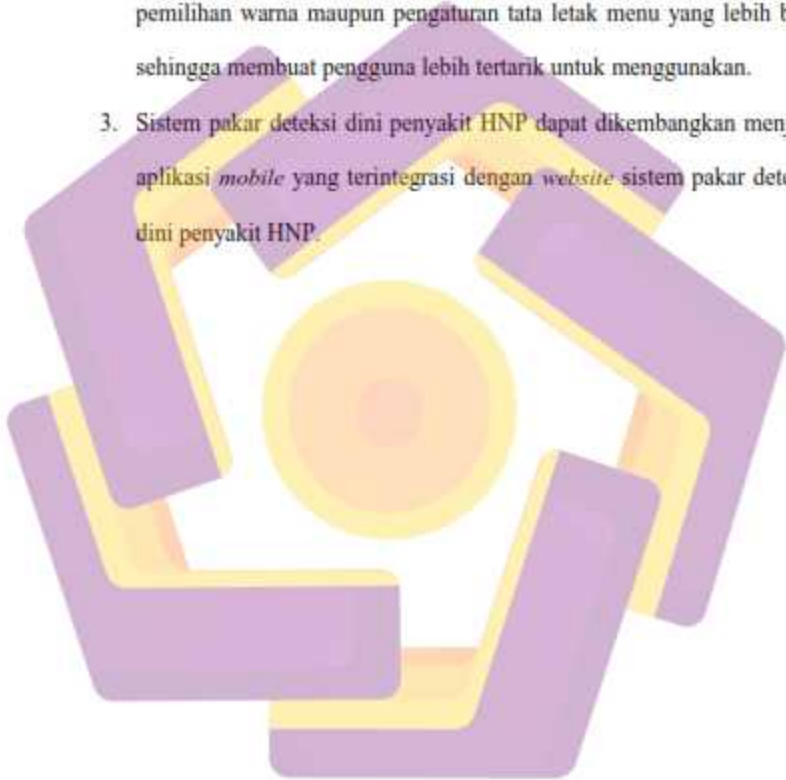 pemilihan warna maupun pengaturan tata letak menu yang lebih
sehingga membuat pengguna lebih tertarik untuk menggunakan.
3. Sistem pakar deteksi dini penyakit HNP dapat dikembangkan
aplikasi mobile yang terintegrasi dengan website sistem pakar
dini penyakit HNP.